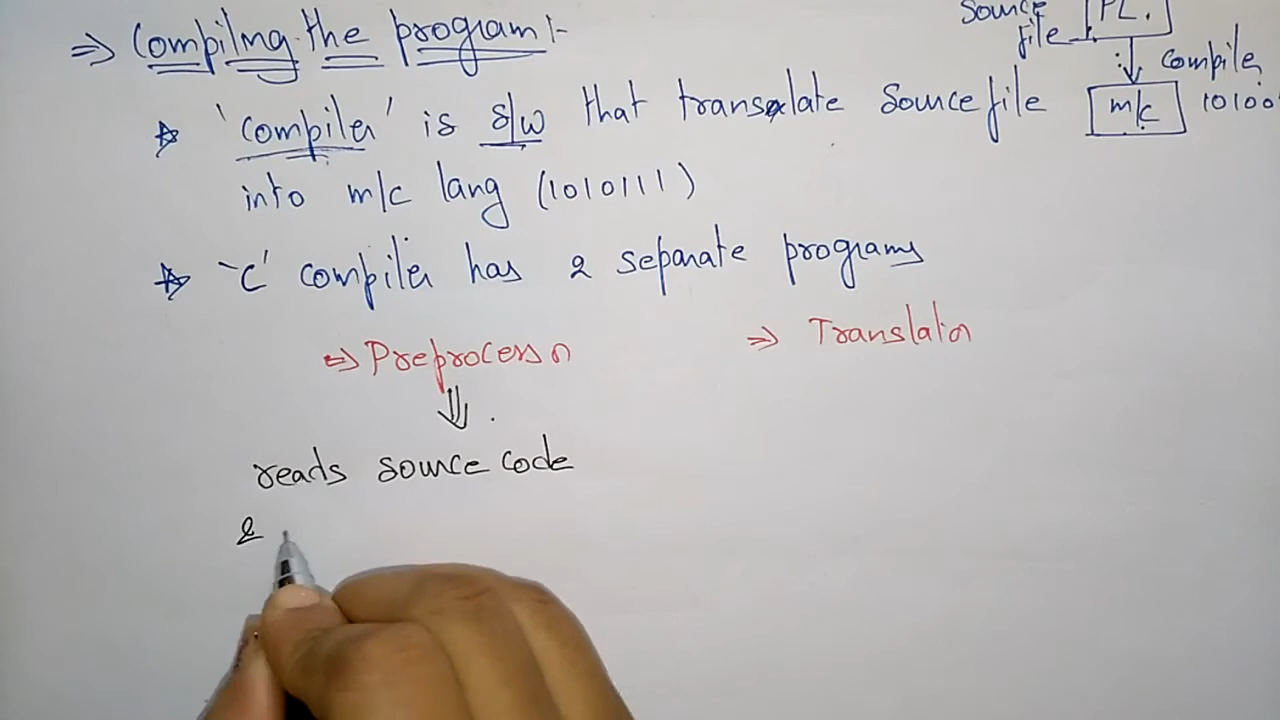 ⇒ Compiling the program :-
Source file
PL.
compiler
m/c 10100
☆ 'compiler' is s/w that translate source file
into m/c lang (1010111)
☆ 'C' compiler has 2 separate programs
⇒ Preprocessor
⇒ Translator
⇓
reads source code
&